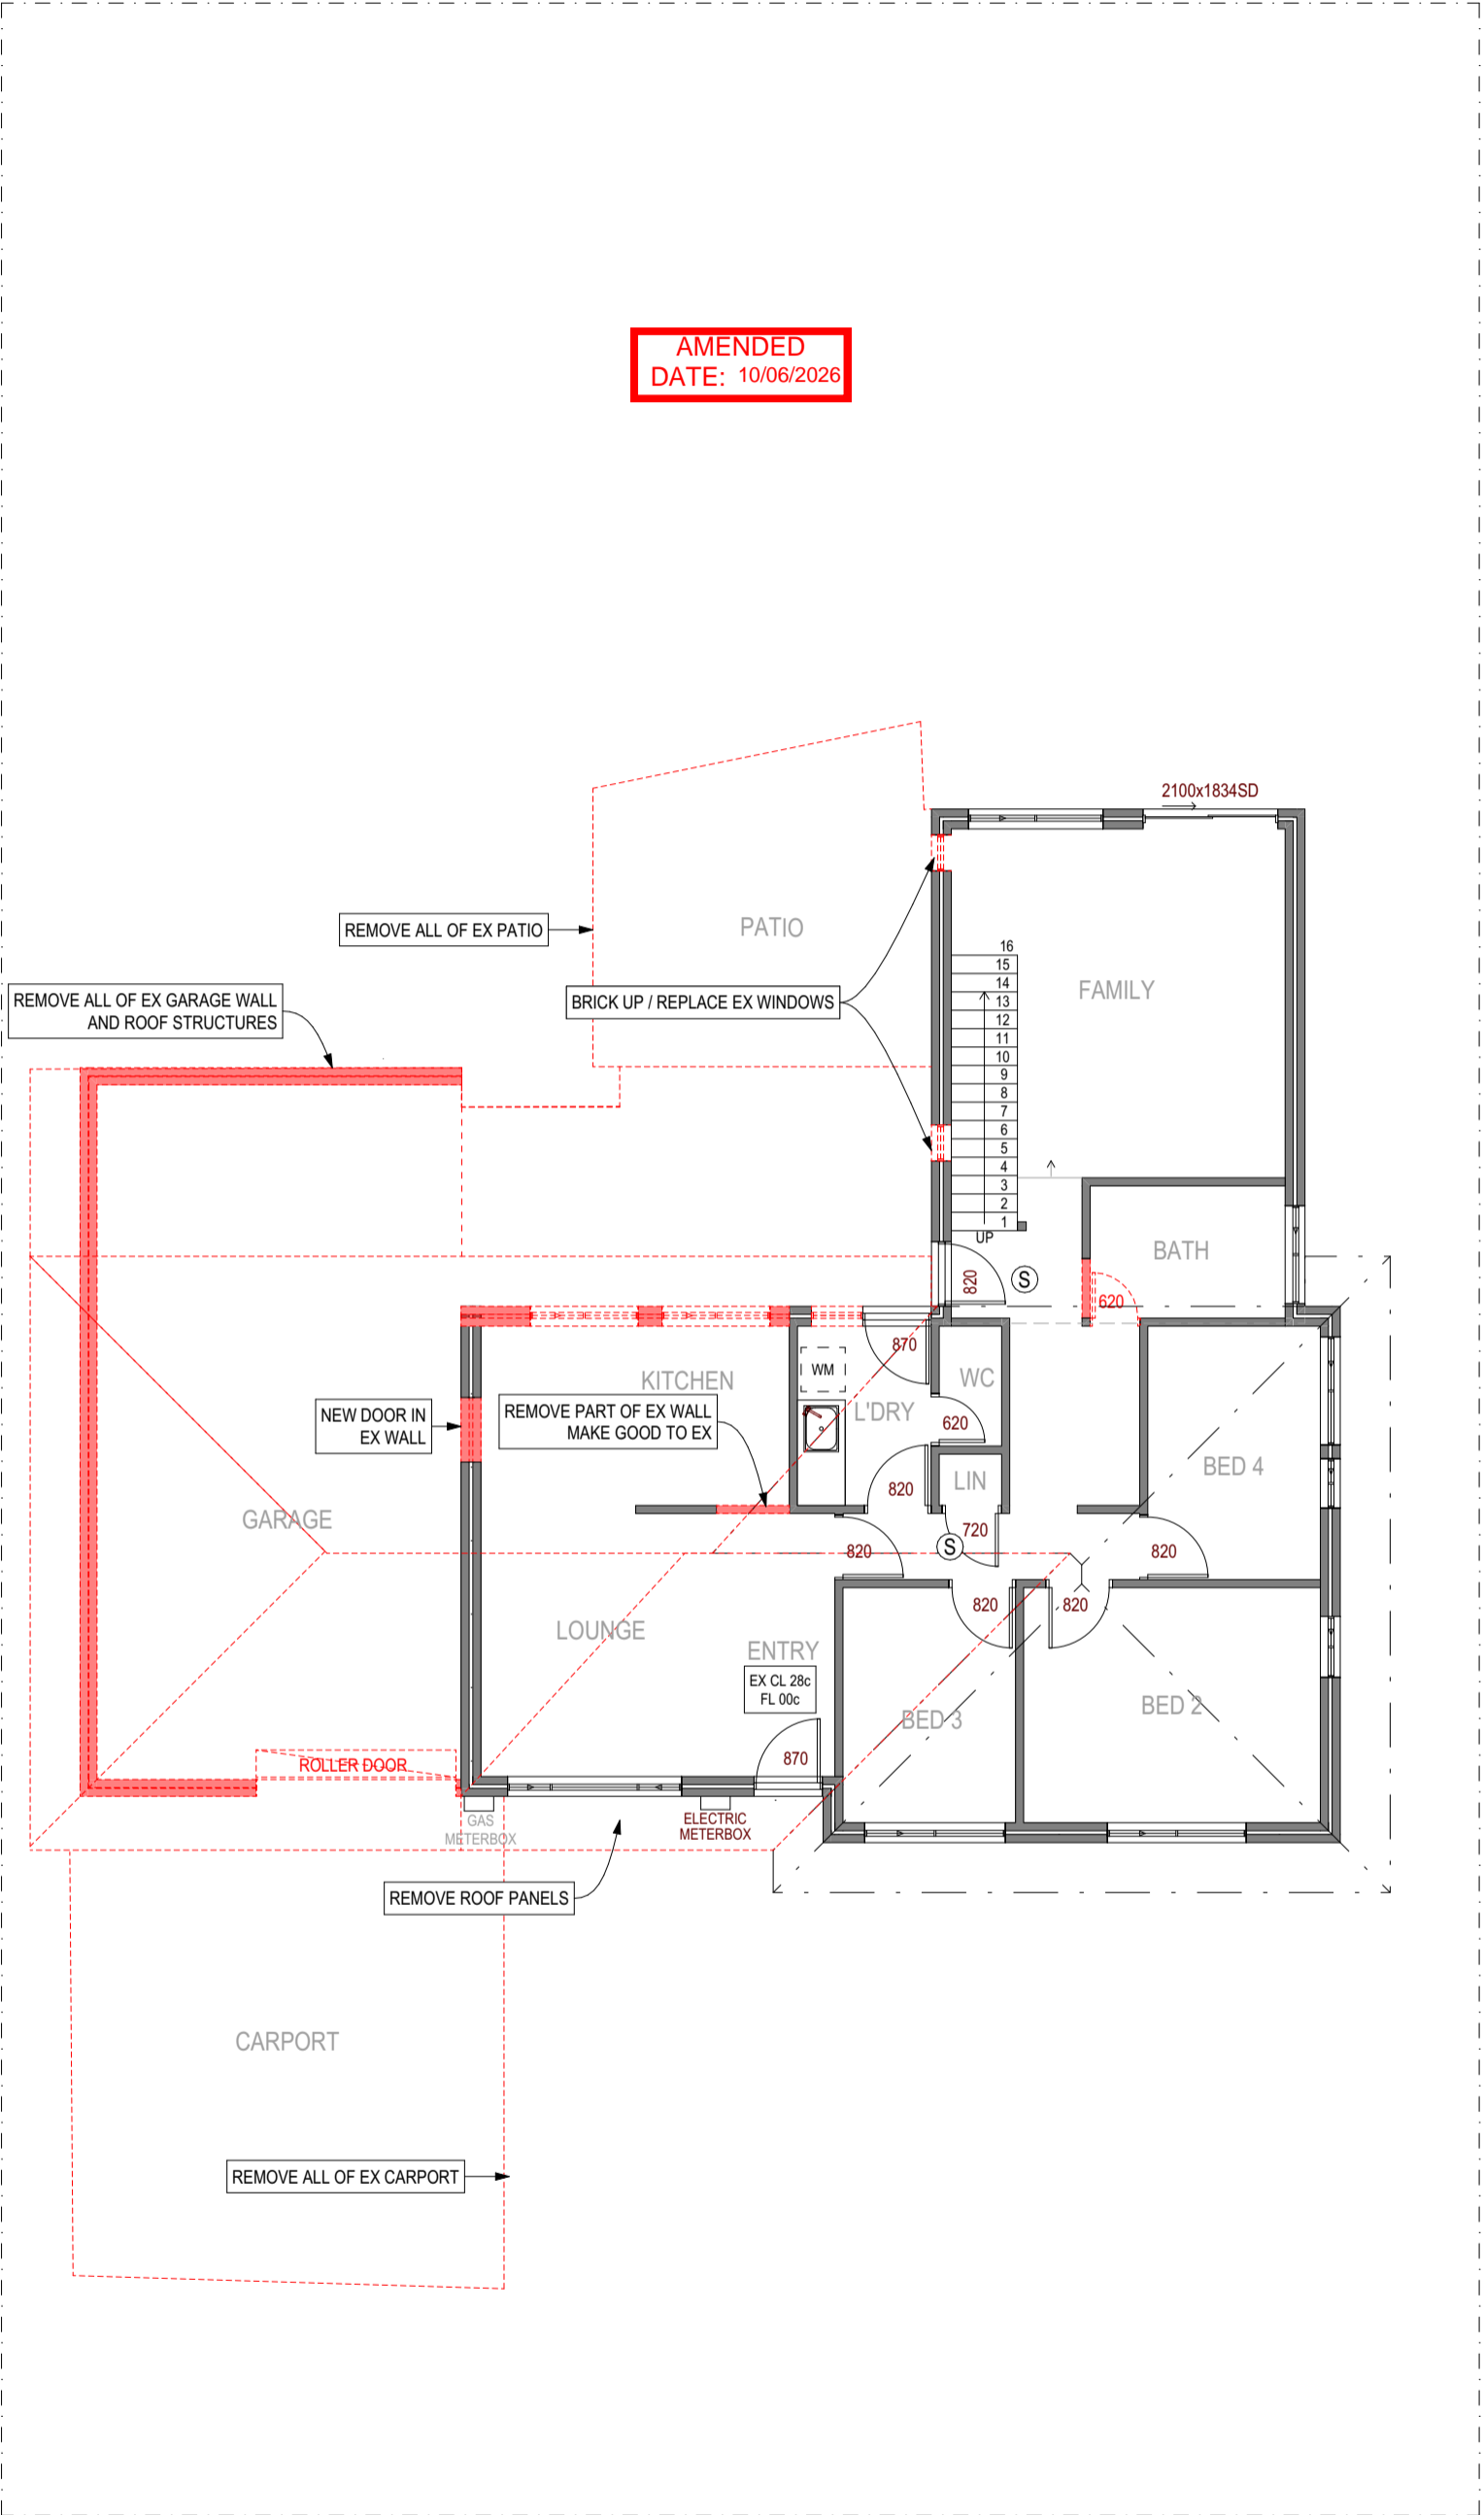 AMENDED
DATE: 10/06/2026
2100x1834SD
REMOVE ALL OF EX PATIO
PATIO
REMOVE ALL OF EX GARAGE WALL
AND ROOF STRUCTURES
BRICK UP / REPLACE EX WINDOWS
FAMILY
16
15
14
13
12
11
10
9
8
7
6
5
4
3
2
1
UP
820
S
BATH
620
870
WM
KITCHEN
WC
L'DRY
NEW DOOR IN
EX WALL
REMOVE PART OF EX WALL
MAKE GOOD TO EX
620
BED 4
LIN
820
GARAGE
720
S
820
820
820
820
LOUNGE
ENTRY
EX CL 28c
FL 00c
BED 3
BED 2
870
ROLLER DOOR
GAS
METERBOX
ELECTRIC
METERBOX
REMOVE ROOF PANELS
CARPORT
REMOVE ALL OF EX CARPORT